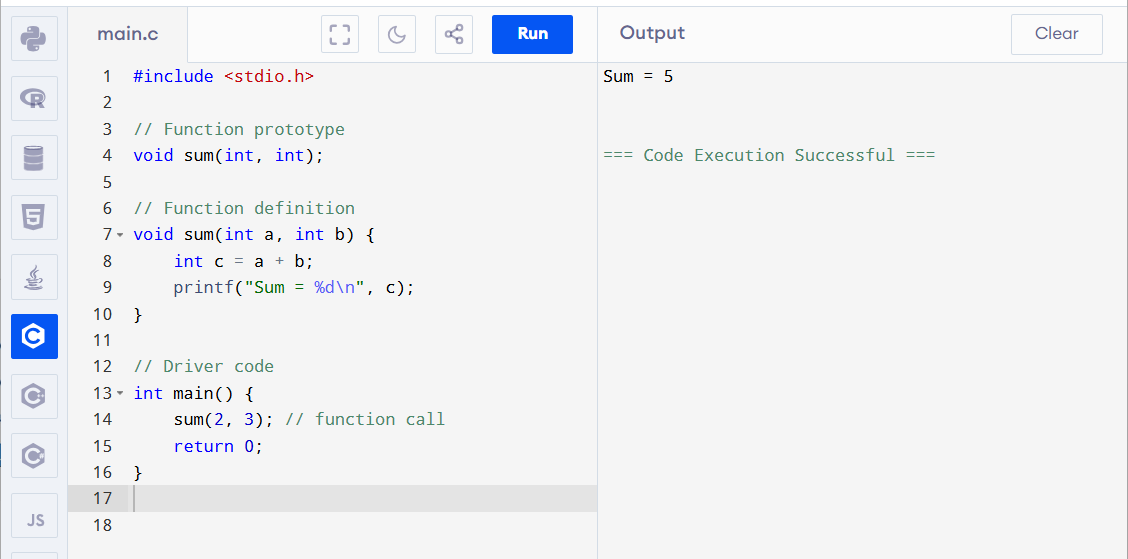 main.c
Run
Output
Clear
1 #include <stdio.h>
2
3 // Function prototype
4 void sum(int, int);
5
6 // Function definition
7 void sum(int a, int b) {
8     int c = a + b;
9     printf("Sum = %d\n", c);
10 }
11
12 // Driver code
13 int main() {
14     sum(2, 3); // function call
15     return 0;
16 }
17
18
Sum = 5
=== Code Execution Successful ===
R
5
C
C
C
JS